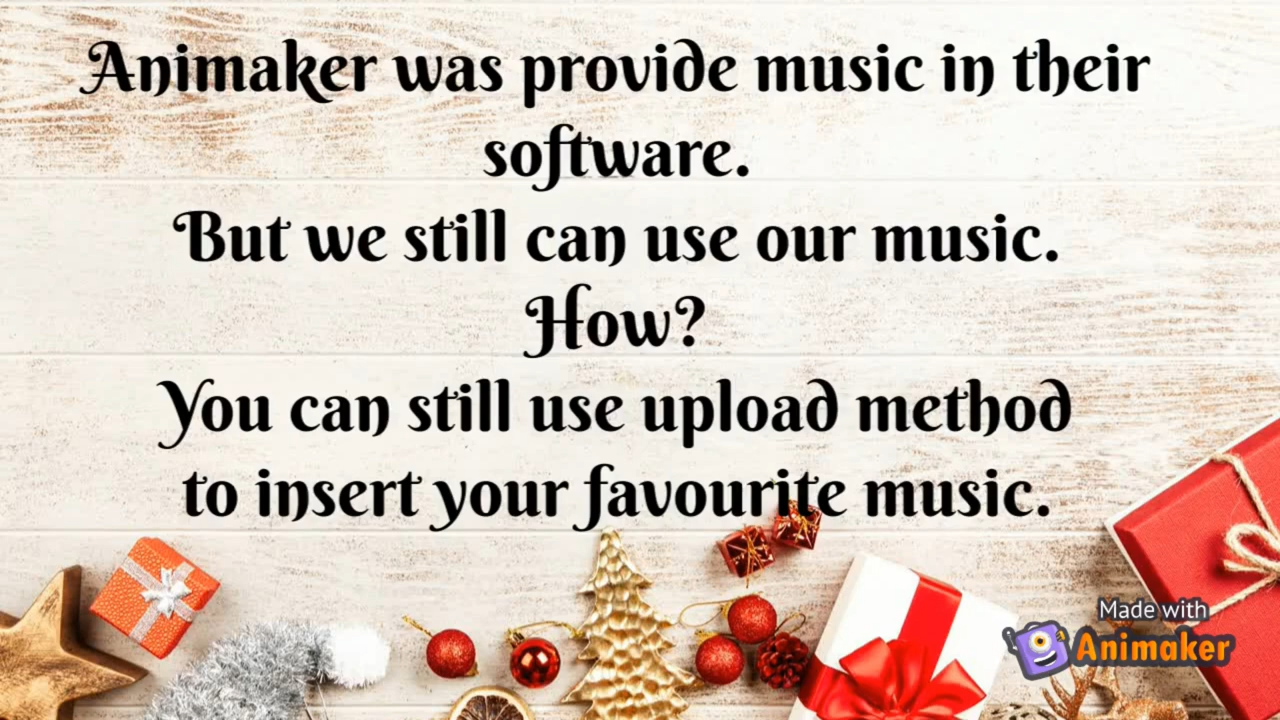 Animaker was provide music in their
software.
But we still can use our music.
How?
You can still use upload method
to insert your favourite music.
Made with
Animaker